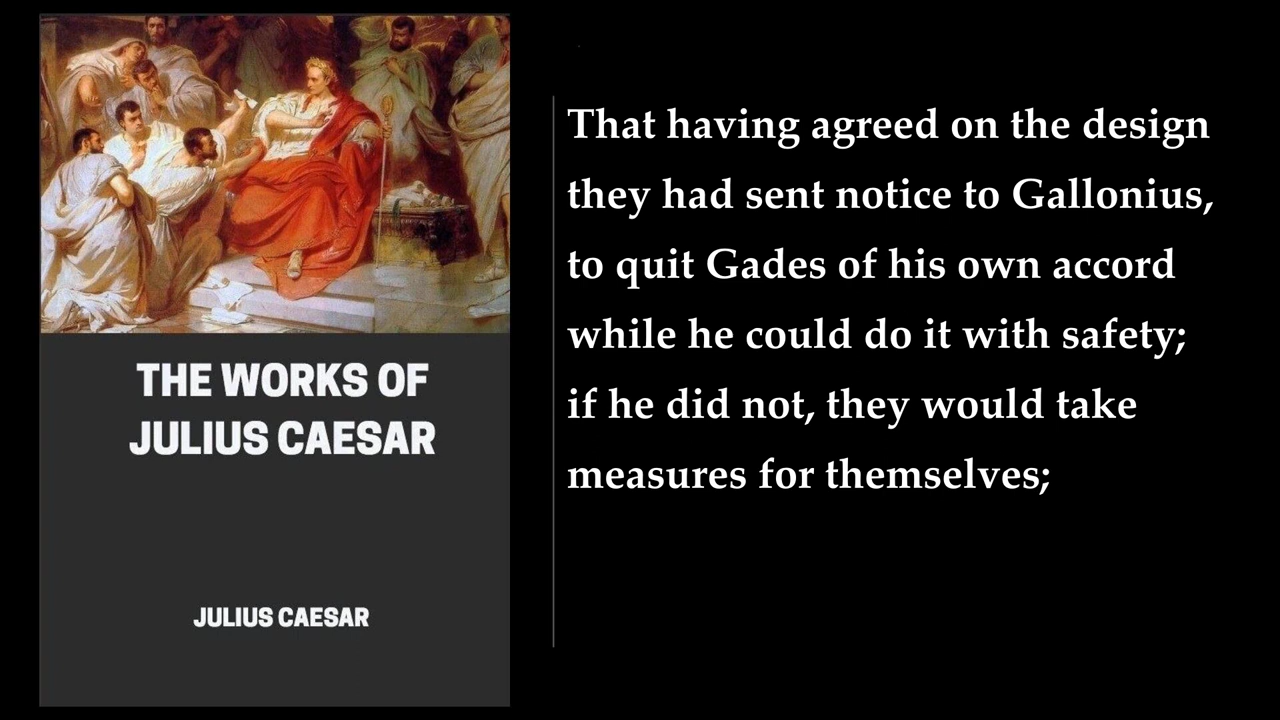 THE WORKS OF
JULIUS CAESAR
JULIUS CAESAR
That having agreed on the design
they had sent notice to Gallonius,
to quit Gades of his own accord
while he could do it with safety;
if he did not, they would take
measures for themselves;